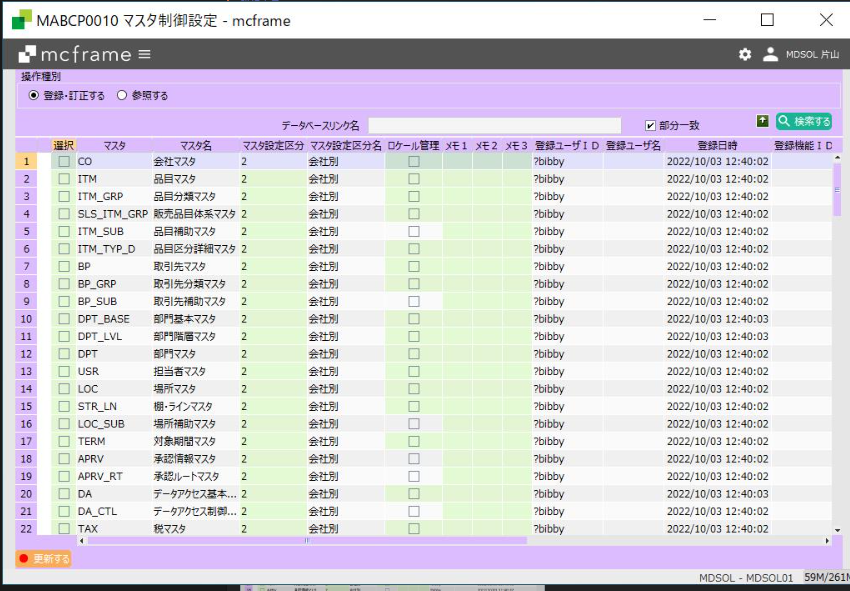 MABCP0010 マスタ制御設定 - mcframe
mcframe MDSOL 片山
操作種別
登録・訂正する 参照する
データベースリンク名 部分一致 検索する
選択 マスタ マスタ名 マスタ設定区分 マスタ設定区分名 ロケール管理 メモ1 メモ2 メモ3 登録ユーザID 登録ユーザ名 登録日時 登録機能ID
1 CO 会社マスタ 2 会社別 ?bibby 2022/10/03 12:40:02
2 ITM 品目マスタ 2 会社別 ?bibby 2022/10/03 12:40:02
3 ITM_GRP 品目分類マスタ 2 会社別 ?bibby 2022/10/03 12:40:02
4 SLS_ITM_GRP 販売品目体系マスタ 2 会社別 ?bibby 2022/10/03 12:40:02
5 ITM_SUB 品目補助マスタ 2 会社別 ?bibby 2022/10/03 12:40:02
6 ITM_TYP_D 品目区分詳細マスタ 2 会社別 ?bibby 2022/10/03 12:40:02
7 BP 取引先マスタ 2 会社別 ?bibby 2022/10/03 12:40:02
8 BP_GRP 取引先分類マスタ 2 会社別 ?bibby 2022/10/03 12:40:02
9 BP_SUB 取引先補助マスタ 2 会社別 ?bibby 2022/10/03 12:40:02
10 DPT_BASE 部門基本マスタ 2 会社別 ?bibby 2022/10/03 12:40:03
11 DPT_LVL 部門階層マスタ 2 会社別 ?bibby 2022/10/03 12:40:03
12 DPT 部門マスタ 2 会社別 ?bibby 2022/10/03 12:40:02
13 USR 担当者マスタ 2 会社別 ?bibby 2022/10/03 12:40:02
14 LOC 場所マスタ 2 会社別 ?bibby 2022/10/03 12:40:02
15 STR_LN 棚・ラインマスタ 2 会社別 ?bibby 2022/10/03 12:40:02
16 LOC_SUB 場所補助マスタ 2 会社別 ?bibby 2022/10/03 12:40:02
17 TERM 対象期間マスタ 2 会社別 ?bibby 2022/10/03 12:40:02
18 APRV 承認情報マスタ 2 会社別 ?bibby 2022/10/03 12:40:02
19 APRV_RT 承認ルートマスタ 2 会社別 ?bibby 2022/10/03 12:40:02
20 DA データアクセス基本... 2 会社別 ?bibby 2022/10/03 12:40:03
21 DA_CTL データアクセス制御... 2 会社別 ?bibby 2022/10/03 12:40:02
22 TAX 税マスタ 2 会社別 ?bibby 2022/10/03 12:40:02
更新する
MDSOL - MDSOL01 59M/261M